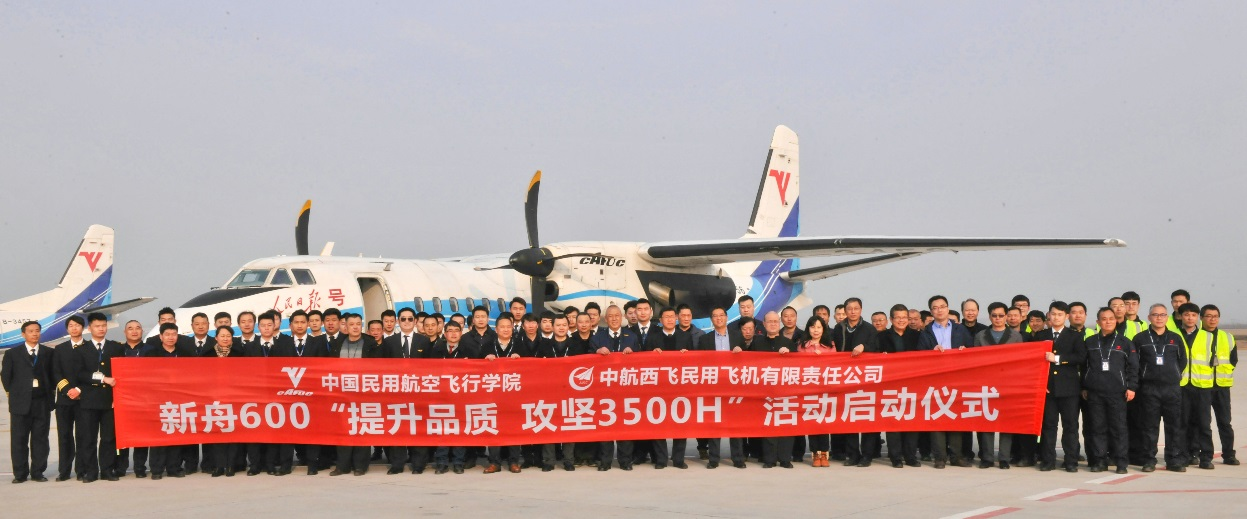 CAFUC
人民日报 号
中国民用航空飞行学院 中航西飞民用飞机有限责任公司
CAFUC
新舟600“提升品质 攻坚3500H”活动启动仪式